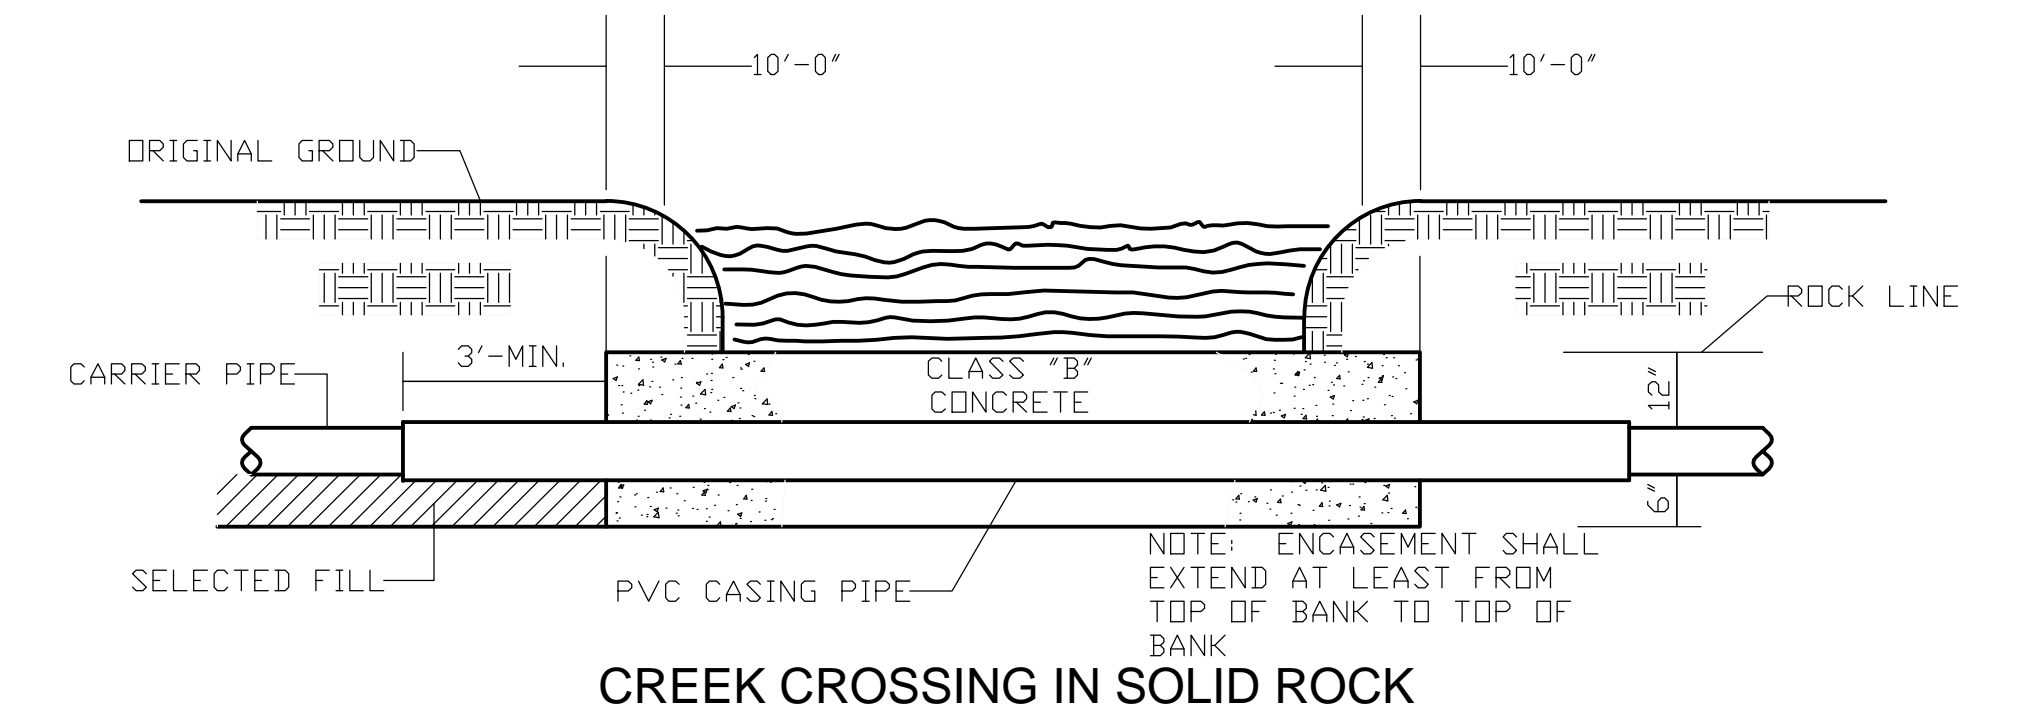 10'-0" 10'-0"
ORIGINAL GROUND
ROCK LINE
3'-MIN.
CARRIER PIPE
CLASS "B"
CONCRETE
12"
6"
SELECTED FILL
PVC CASING PIPE
NOTE: ENCASEMENT SHALL
EXTEND AT LEAST FROM
TOP OF BANK TO TOP OF
BANK
CREEK CROSSING IN SOLID ROCK